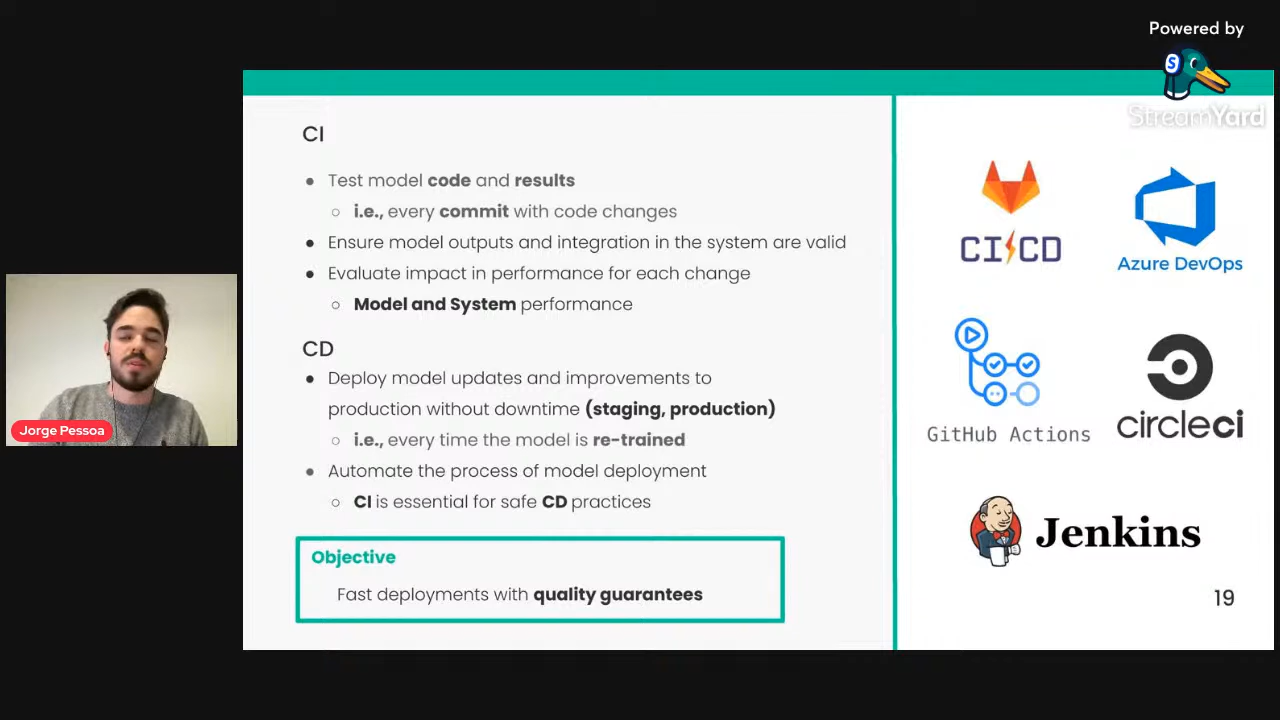 Powered by
S
StreamYard
CI
● Test model code and results
○ i.e., every commit with code changes
● Ensure model outputs and integration in the system are valid
● Evaluate impact in performance for each change
○ Model and System performance
CD
● Deploy model updates and improvements to
production without downtime (staging, production)
○ i.e., every time the model is re-trained
● Automate the process of model deployment
○ CI is essential for safe CD practices
Objective
Fast deployments with quality guarantees
CI CD
Azure DevOps
GitHub Actions
circleci
Jenkins
19
Jorge Pessoa